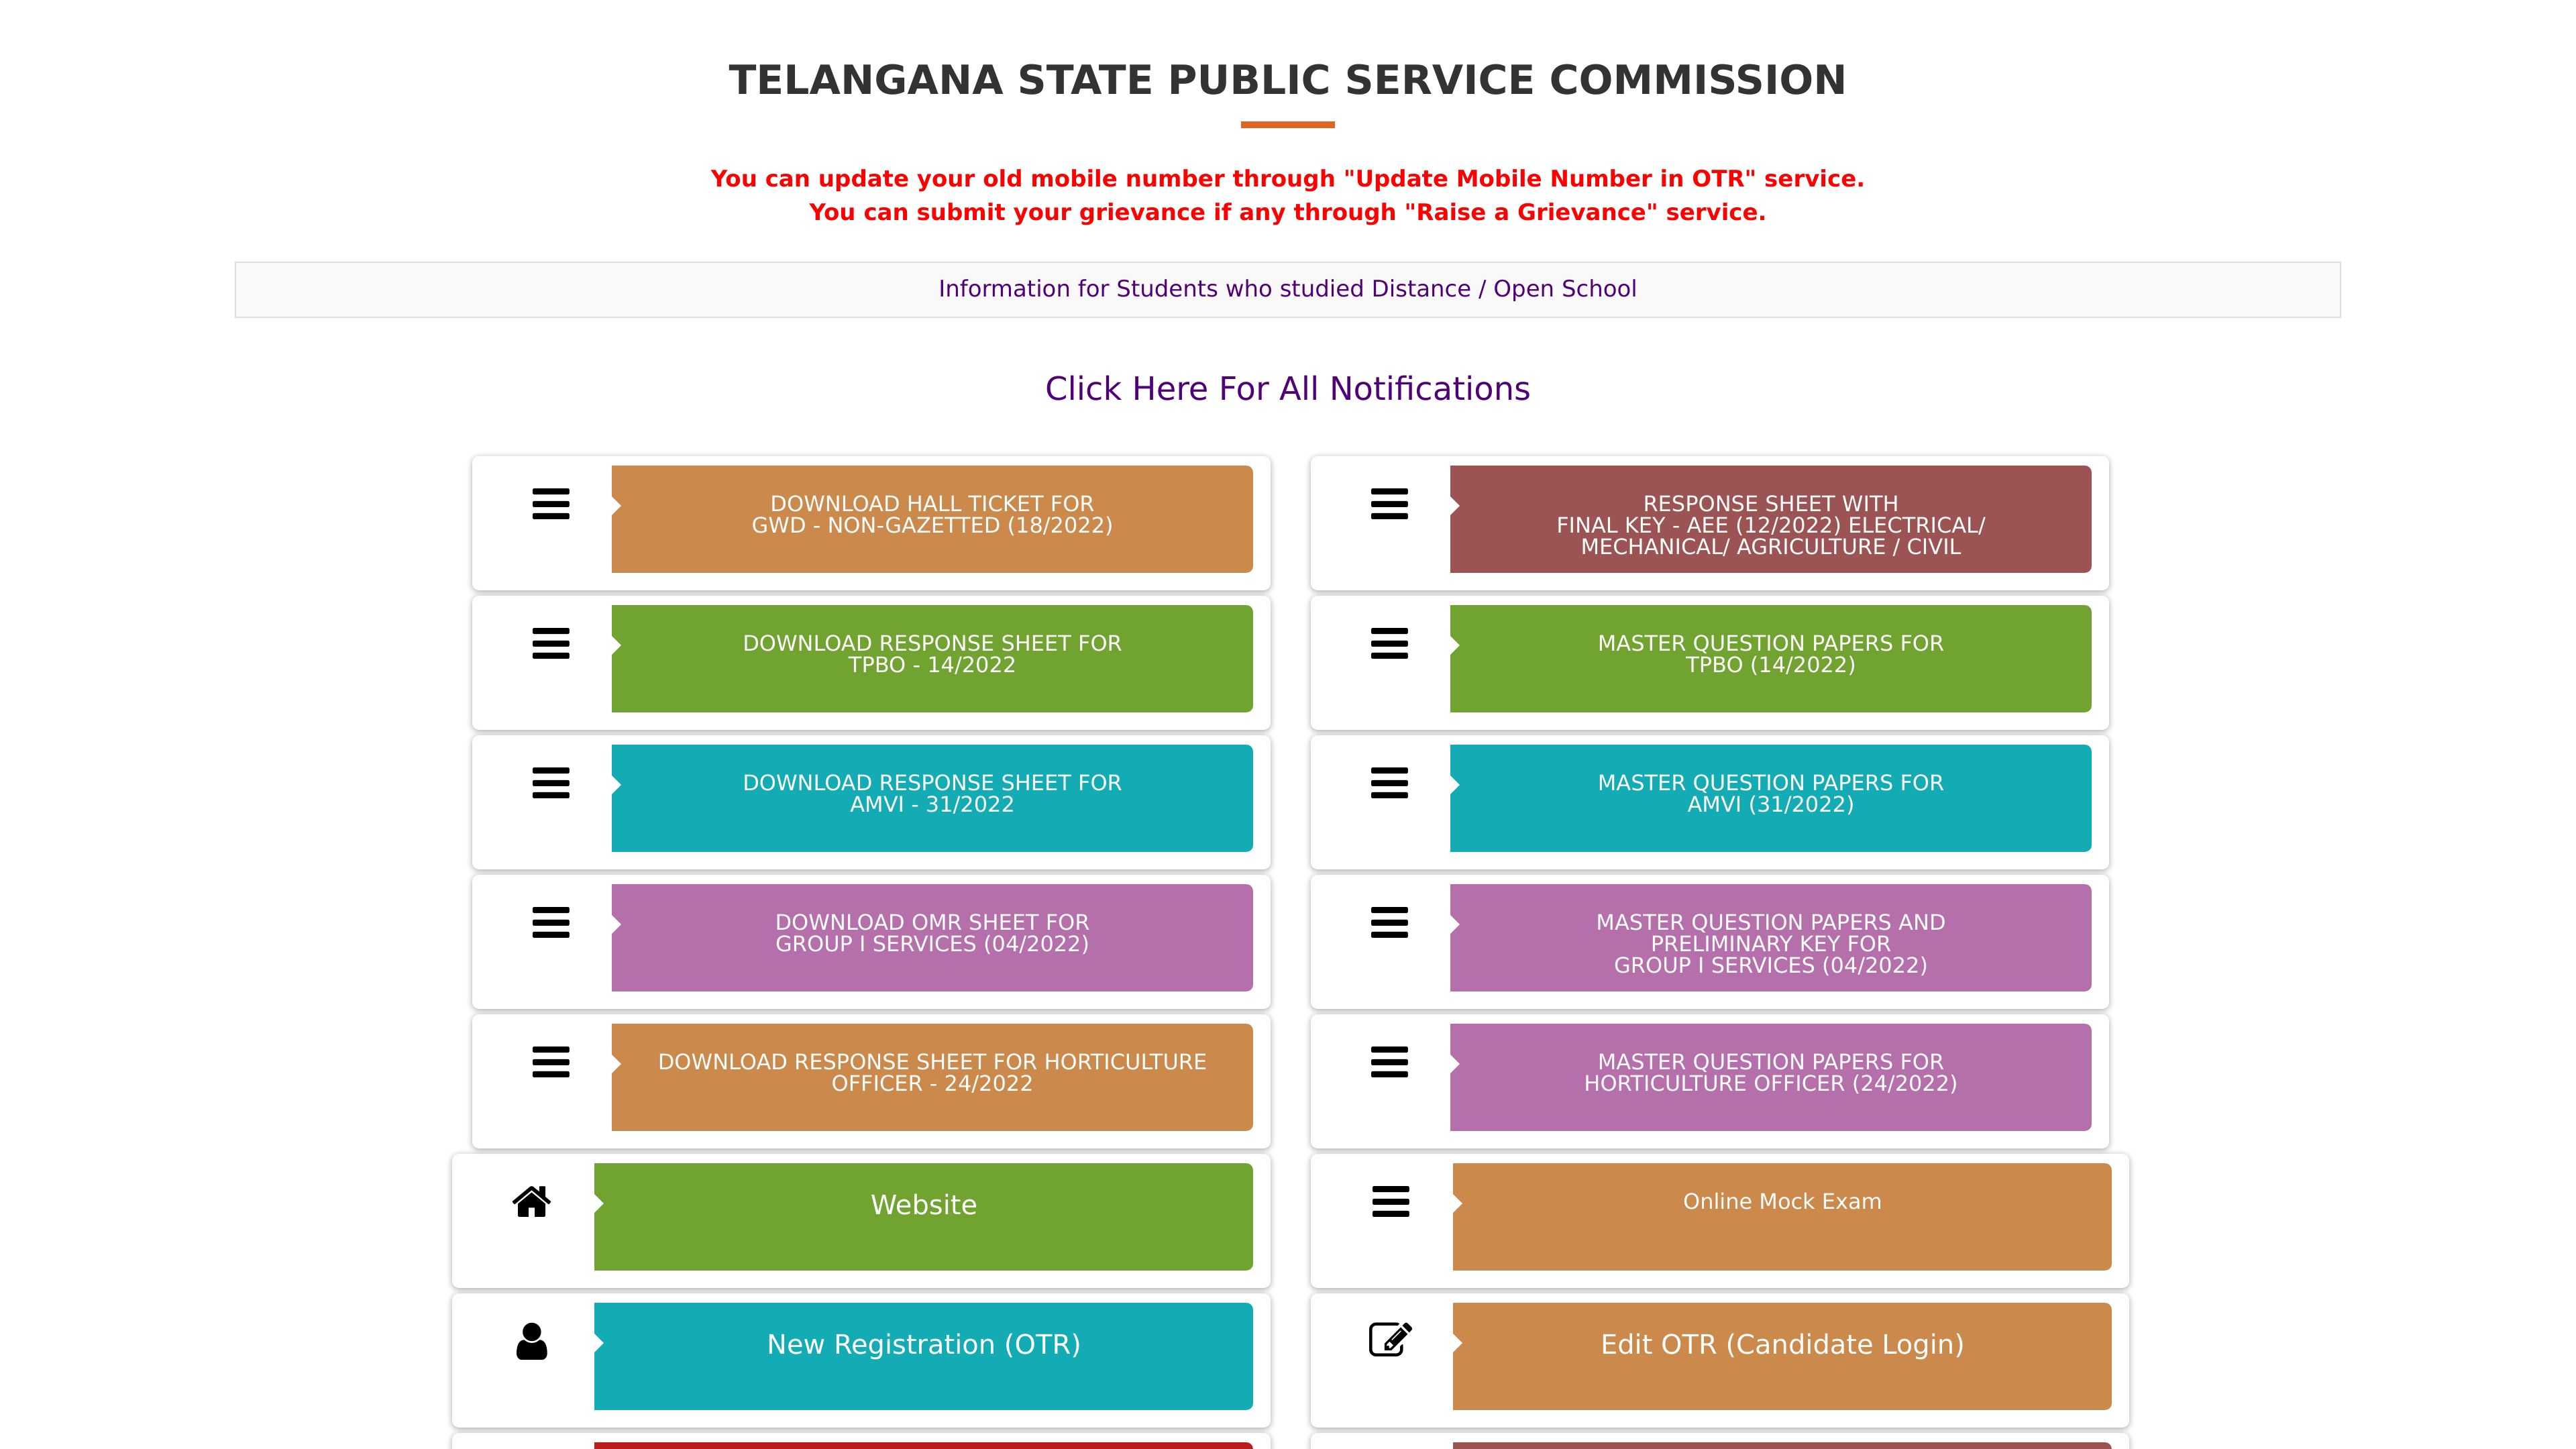 TELANGANA STATE PUBLIC SERVICE COMMISSION
You can update your old mobile number through "Update Mobile Number in OTR" service.
You can submit your grievance if any through "Raise a Grievance" service.
Information for Students who studied Distance / Open School
Click Here For All Notifications
DOWNLOAD HALL TICKET FOR
GWD - NON-GAZETTED (18/2022)
RESPONSE SHEET WITH
FINAL KEY - AEE (12/2022) ELECTRICAL/
MECHANICAL/ AGRICULTURE / CIVIL
DOWNLOAD RESPONSE SHEET FOR
TPBO - 14/2022
MASTER QUESTION PAPERS FOR
TPBO (14/2022)
DOWNLOAD RESPONSE SHEET FOR
AMVI - 31/2022
MASTER QUESTION PAPERS FOR
AMVI (31/2022)
DOWNLOAD OMR SHEET FOR
GROUP I SERVICES (04/2022)
MASTER QUESTION PAPERS AND
PRELIMINARY KEY FOR
GROUP I SERVICES (04/2022)
DOWNLOAD RESPONSE SHEET FOR HORTICULTURE
OFFICER - 24/2022
MASTER QUESTION PAPERS FOR
HORTICULTURE OFFICER (24/2022)
Website
Online Mock Exam
New Registration (OTR)
Edit OTR (Candidate Login)